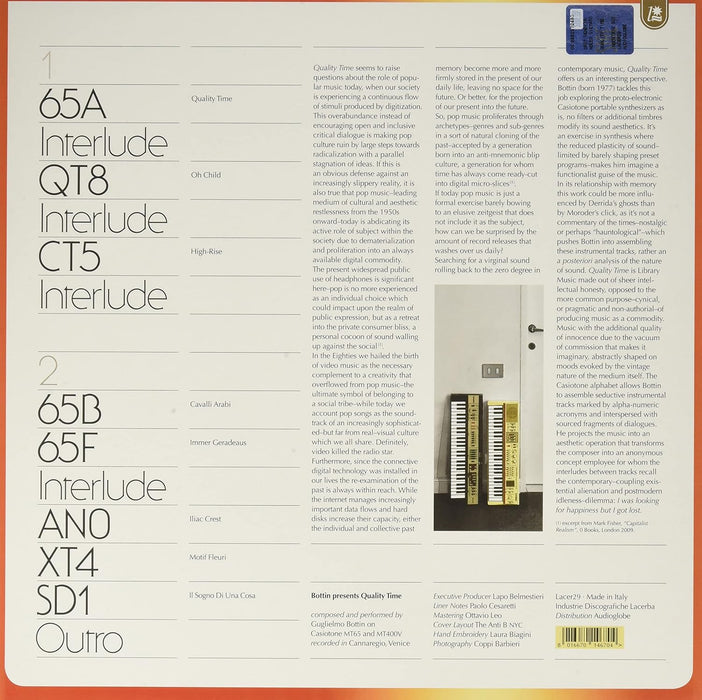 1
65A
Quality Time
Interlude
QT8
Oh Child
Interlude
CT5
High-Rise
Interlude
2
65B
Cavalli Arabi
65F
Immer Geradeaus
Interlude
AN0
Iliac Crest
XT4
Motif Fleuri
SD1
Il Sogno Di Una Cosa
Outro
Quality Time seems to raise
questions about the role of popu-
lar music today, when our society
is experiencing a continuous flow
of stimuli produced by digitization.
This overabundance instead of
encouraging open and inclusive
critical dialogue is making pop
culture ruin by large steps towards
radicalization with a parallel
stagnation of ideas. If this is
an obvious defense against an
increasingly slippery reality, it is
also true that pop music–leading
medium of cultural and aesthetic
restlessness from the 1950s
onward–today is abdicating its
active role of subject within the
society due to dematerialization
and proliferation into an always
available digital commodity.
The present widespread public
use of headphones is significant
here–pop is no more experienced
as an individual choice which
could impact upon the realm of
public expression, but as a retreat
into the private consumer bliss, a
personal cocoon of sound walling
up against the social(1).
In the Eighties we hailed the birth
of video music as the necessary
complement to a creativity that
overflowed from pop music–the
ultimate symbol of belonging to
a social tribe–while today we
account pop songs as the sound-
track of an increasingly sophisticat-
ed–but far from real–visual culture
which we all share. Definitely,
video killed the radio star.
Furthermore, since the connective
digital technology was installed in
our lives the re-examination of the
past is always within reach. While
the internet manages increasingly
important data flows and hard
disks increase their capacity, either
the individual and collective past
memory become more and more
firmly stored in the present of our
daily life, leaving no space for the
future. Or better, for the projection
of our present into the future.
So, pop music proliferates through
archetypes–genres and sub-genres
in a sort of natural cloning of the
past–accepted by a generation
born into an anti-mnemonic blip
culture, a generation for whom
time has always come ready-cut
into digital micro-slices(1).
If today pop music is just a
formal exercise barely bowing
to an elusive zeitgeist that does
not include it as the subject,
how can we be surprised by the
amount of record releases that
washes over us daily?
Searching for a virginal sound
rolling back to the zero degree in
contemporary music, Quality Time
offers us an interesting perspective.
Bottin (born 1977) tackles this
job exploring the proto-electronic
Casiotone portable synthesizers as
is, no filters or additional timbres
modify its sound aesthetics. It's
an exercise in synthesis where
the reduced plasticity of sound–
limited by barely shaping preset
programs–makes him imagine a
functionalist guise of the music.
In its relationship with memory
this work could be more influ-
enced by Derrida's ghosts than
by Moroder's click, as it's not a
commentary of the times–nostalgic
or perhaps "hauntological"–which
pushes Bottin into assembling
these instrumental tracks, rather an
a posteriori analysis of the nature
of sound. Quality Time is Library
Music made out of sheer intel-
lectual honesty, opposed to the
more common purpose–cynical,
or pragmatic and non-authorial–of
producing music as a commodity.
Music with the additional quality
of innocence due to the vacuum
of commission that makes it
imaginary, abstractly shaped on
moods evoked by the vintage
nature of the medium itself. The
Casiotone alphabet allows Bottin
to assemble seductive instrumental
tracks marked by alpha-numeric
acronyms and interspersed with
sourced fragments of dialogues.
He projects the music into an
aesthetic operation that transforms
the composer into an anonymous
concept employee for whom the
interludes between tracks recall
the contemporary–coupling exis-
tential alienation and postmodern
idleness–dilemma: I was looking
for happiness but I got lost.
(1) excerpt from Mark Fisher, "Capitalist
Realism", 0 Books, London 2009.
Bottin presents Quality Time
composed and performed by
Guglielmo Bottin on
Casiotone MT65 and MT400V
recorded in Cannaregio, Venice
Executive Producer Lapo Belmestieri
Liner Notes Paolo Cesaretti
Mastering Ottavio Leo
Cover Layout The Anti B NYC
Hand Embroidery Laura Biagini
Photography Coppi Barbieri
Lacer29 - Made in Italy
Industrie Discografiche Lacerba
Distribution Audioglobe
8 016670 146704 >